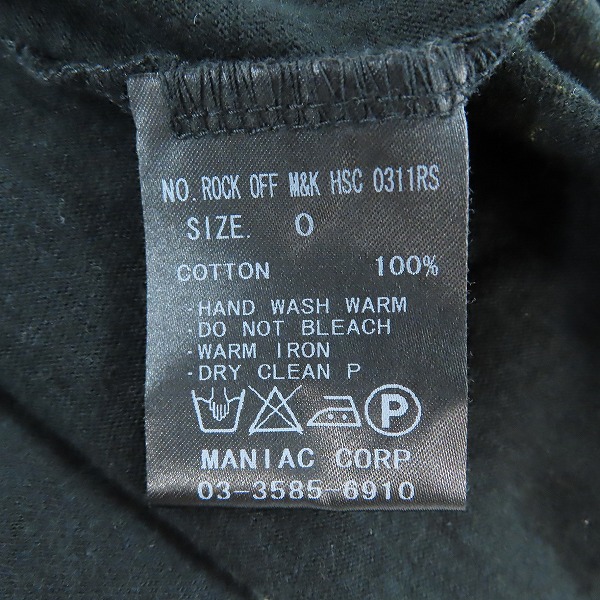 NO. ROCK OFF M&K HSC 0311RS
SIZE. 0
COTTON 100%
·HAND WASH WARM
·DO NOT BLEACH
·WARM IRON
·DRY CLEAN P
P
MANIAC CORP
03-3585-6910